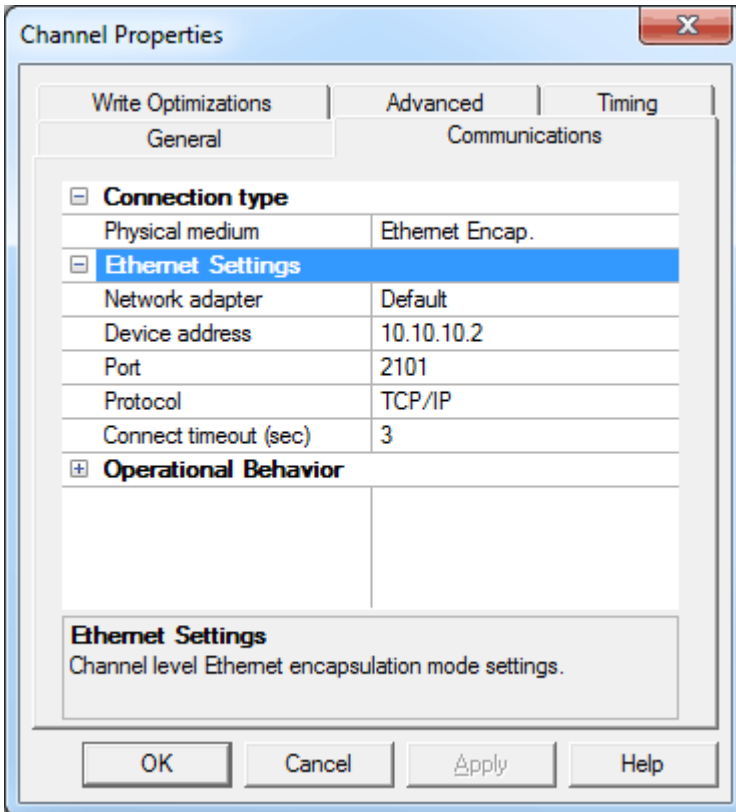 Channel Properties
Write Optimizations Advanced Timing
General Communications
Connection type
Physical medium Ethernet Encap.
Ethernet Settings
Network adapter Default
Device address 10.10.10.2
Port 2101
Protocol TCP/IP
Connect timeout (sec) 3
Operational Behavior
Ethernet Settings
Channel level Ethernet encapsulation mode settings.
OK Cancel Apply Help